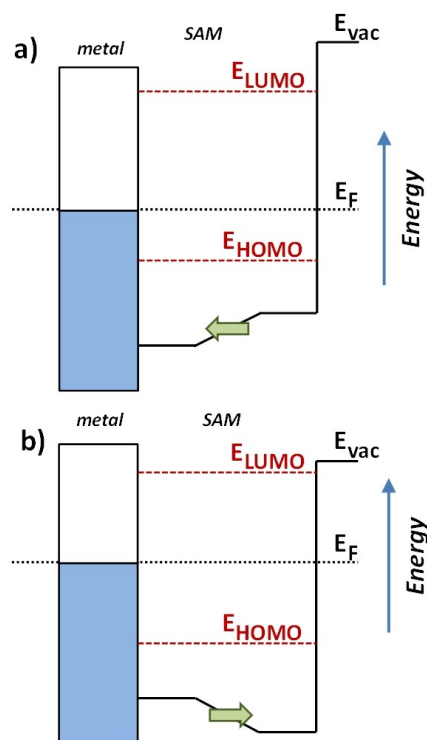 a)
metal
SAM
E_vac
E_LUMO
E_F
E_HOMO
Energy
b)
metal
SAM
E_vac
E_LUMO
E_F
E_HOMO
Energy